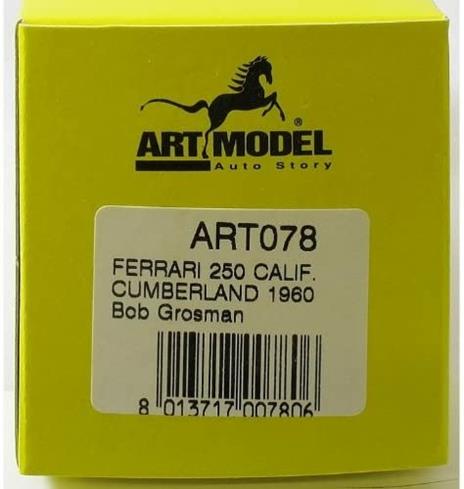 ®
ART MODEL
Auto Story
ART078
FERRARI 250 CALIF.
CUMBERLAND 1960
Bob Grosman
8 013717 007806